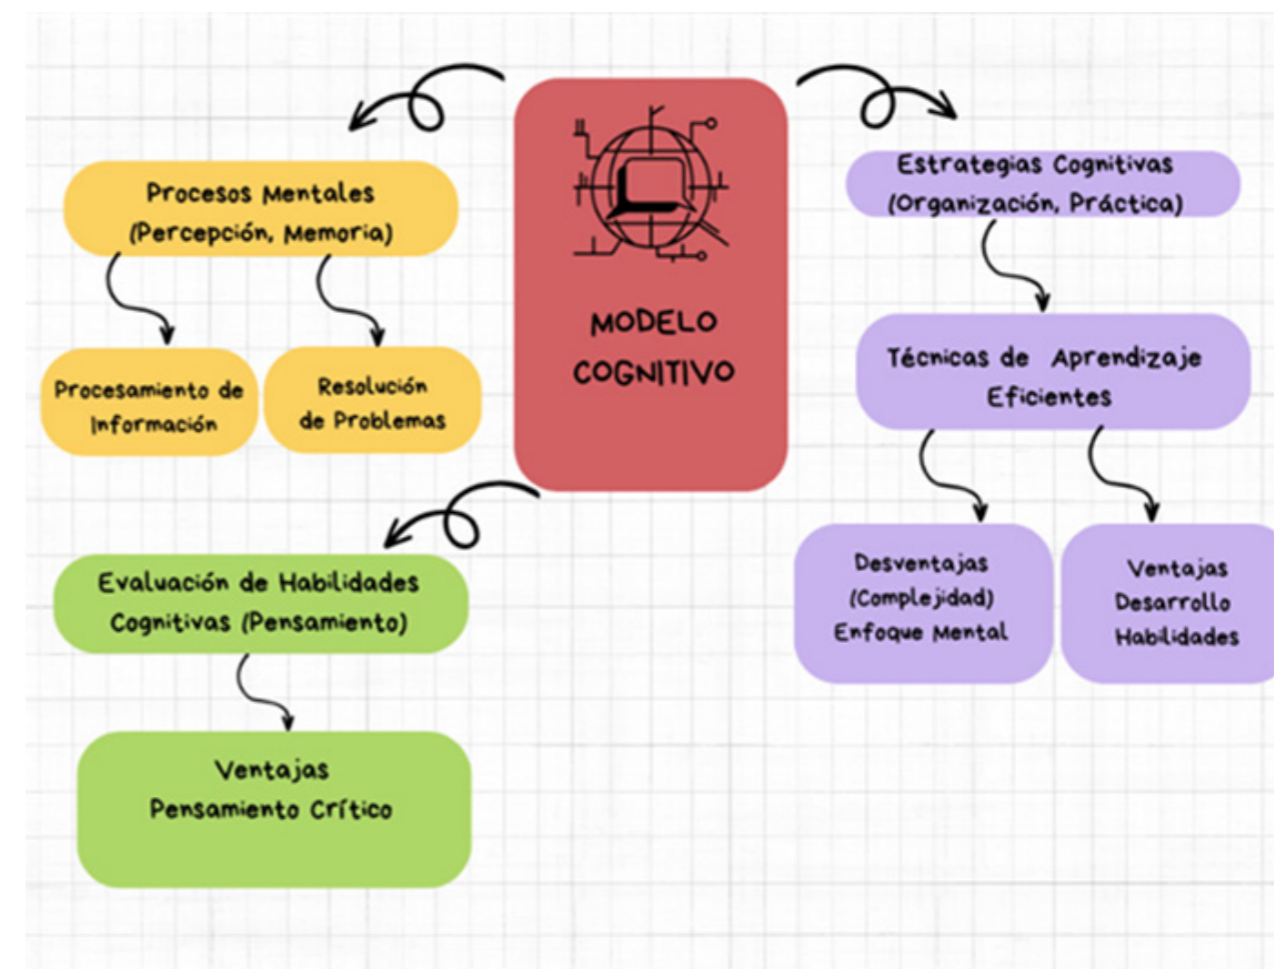 MODELO
COGNITIVO
Procesos Mentales
(Percepción, Memoria)
Procesamiento de
Información
Resolución
de Problemas
Evaluación de Habilidades
Cognitivas (Pensamiento)
Ventajas
Pensamiento Crítico
Estrategias Cognitivas
(Organización, Práctica)
Técnicas de Aprendizaje
Eficientes
Desventajas
(Complejidad)
Enfoque Mental
Ventajas
Desarrollo
Habilidades